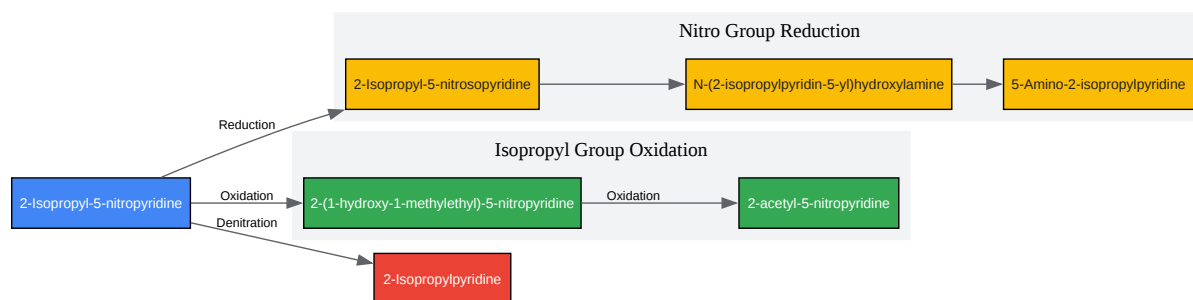 Nitro Group Reduction
2-Isopropyl-5-nitrosopyridine
N-(2-isopropylpyridin-5-yl)hydroxylamine
5-Amino-2-isopropylpyridine
Reduction
Isopropyl Group Oxidation
2-Isopropyl-5-nitropyridine
Oxidation
2-(1-hydroxy-1-methylethyl)-5-nitropyridine
Oxidation
2-acetyl-5-nitropyridine
Denitration
2-Isopropylpyridine